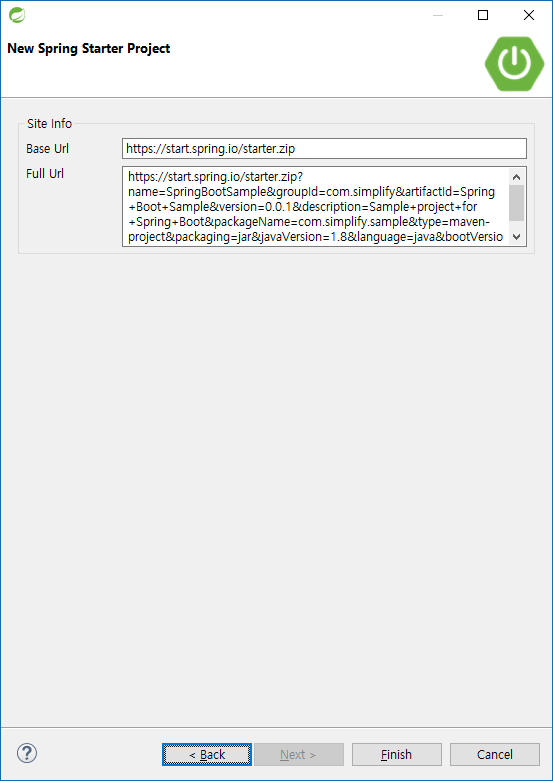 New Spring Starter Project
Site Info
Base Url
https://start.spring.io/starter.zip
Full Url
https://start.spring.io/starter.zip?
name=SpringBootSample&groupId=com.simplify&artifactId=Spring
+Boot+Sample&version=0.0.1&description=Sample+project+for
+Spring+Boot&packageName=com.simplify.sample&type=maven-
project&packaging=jar&javaVersion=1.8&language=java&bootVersio
?
< Back
Next >
Finish
Cancel